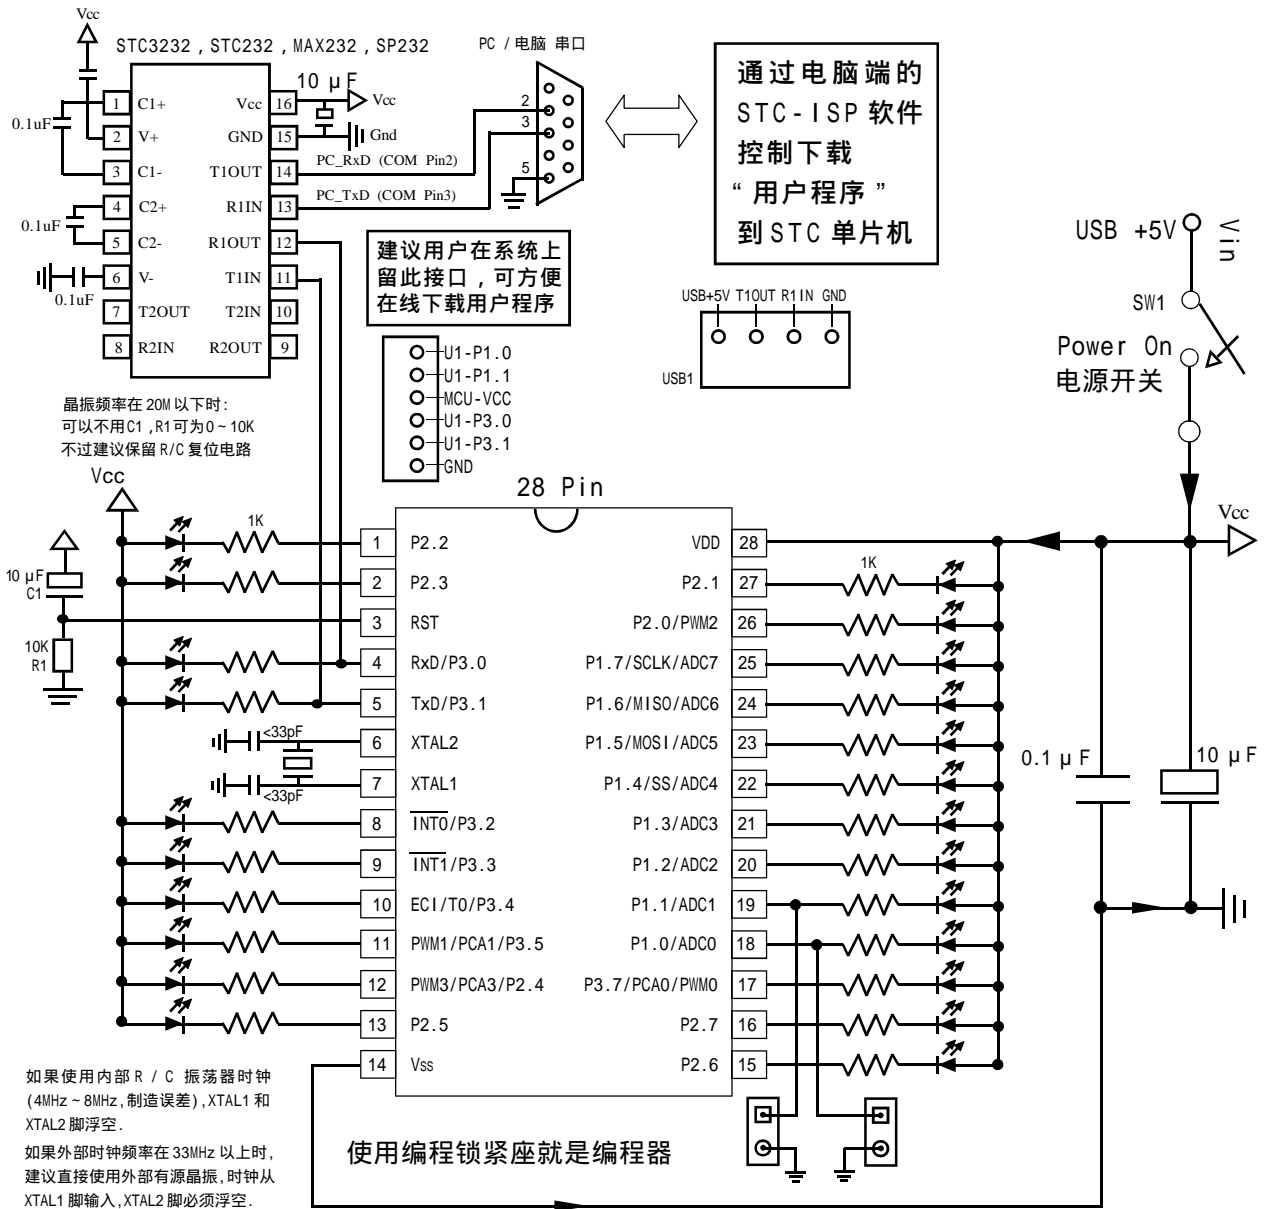 Vcc
STC3232 , STC232 , MAX232 , SP232
PC / 电脑 串口
10 μF
1 C1+ Vcc 16 Vcc
0.1uF
2 V+ GND 15 Gnd
3 C1- T1OUT 14 PC_RxD (COM Pin2)
4 C2+ R1IN 13 PC_TxD (COM Pin3)
0.1uF
5 C2- R1OUT 12
6 V- T1IN 11
0.1uF
7 T2OUT T2IN 10
8 R2IN R2OUT 9
2
3
5
通过电脑端的
STC-ISP 软件
控制下载
“用户程序”
到 STC 单片机
建议用户在系统上
留此接口，可方便
在线下载用户程序
USB+5V T1OUT R1IN GND
USB1
U1-P1.0
U1-P1.1
MCU-VCC
U1-P3.0
U1-P3.1
GND
USB +5V
Vin
SW1
Power On
电源开关
Vcc
晶振频率在 20M 以下时:
可以不用C1 ,R1可为0~10K
不过建议保留 R/C 复位电路
Vcc
28 Pin
1K
1 P2.2 VDD 28
1K
2 P2.3 P2.1 27
10 μF
C1
3 RST P2.0/PWM2 26
10K
R1
4 RxD/P3.0 P1.7/SCLK/ADC7 25
5 TxD/P3.1 P1.6/MISO/ADC6 24
<33pF
6 XTAL2 P1.5/MOSI/ADC5 23
7 XTAL1 P1.4/SS/ADC4 22
<33pF
8 INT0/P3.2 P1.3/ADC3 21
9 INT1/P3.3 P1.2/ADC2 20
10 ECI/T0/P3.4 P1.1/ADC1 19
11 PWM1/PCA1/P3.5 P1.0/ADC0 18
12 PWM3/PCA3/P2.4 P3.7/PCA0/PWM0 17
13 P2.5 P2.7 16
14 Vss P2.6 15
0.1 μF
10 μF
如果使用内部 R / C 振荡器时钟
(4MHz~8MHz,制造误差),XTAL1 和
XTAL2 脚浮空.
如果外部时钟频率在 33MHz 以上时,
建议直接使用外部有源晶振,时钟从
XTAL1 脚输入,XTAL2 脚必须浮空.
使用编程锁紧座就是编程器